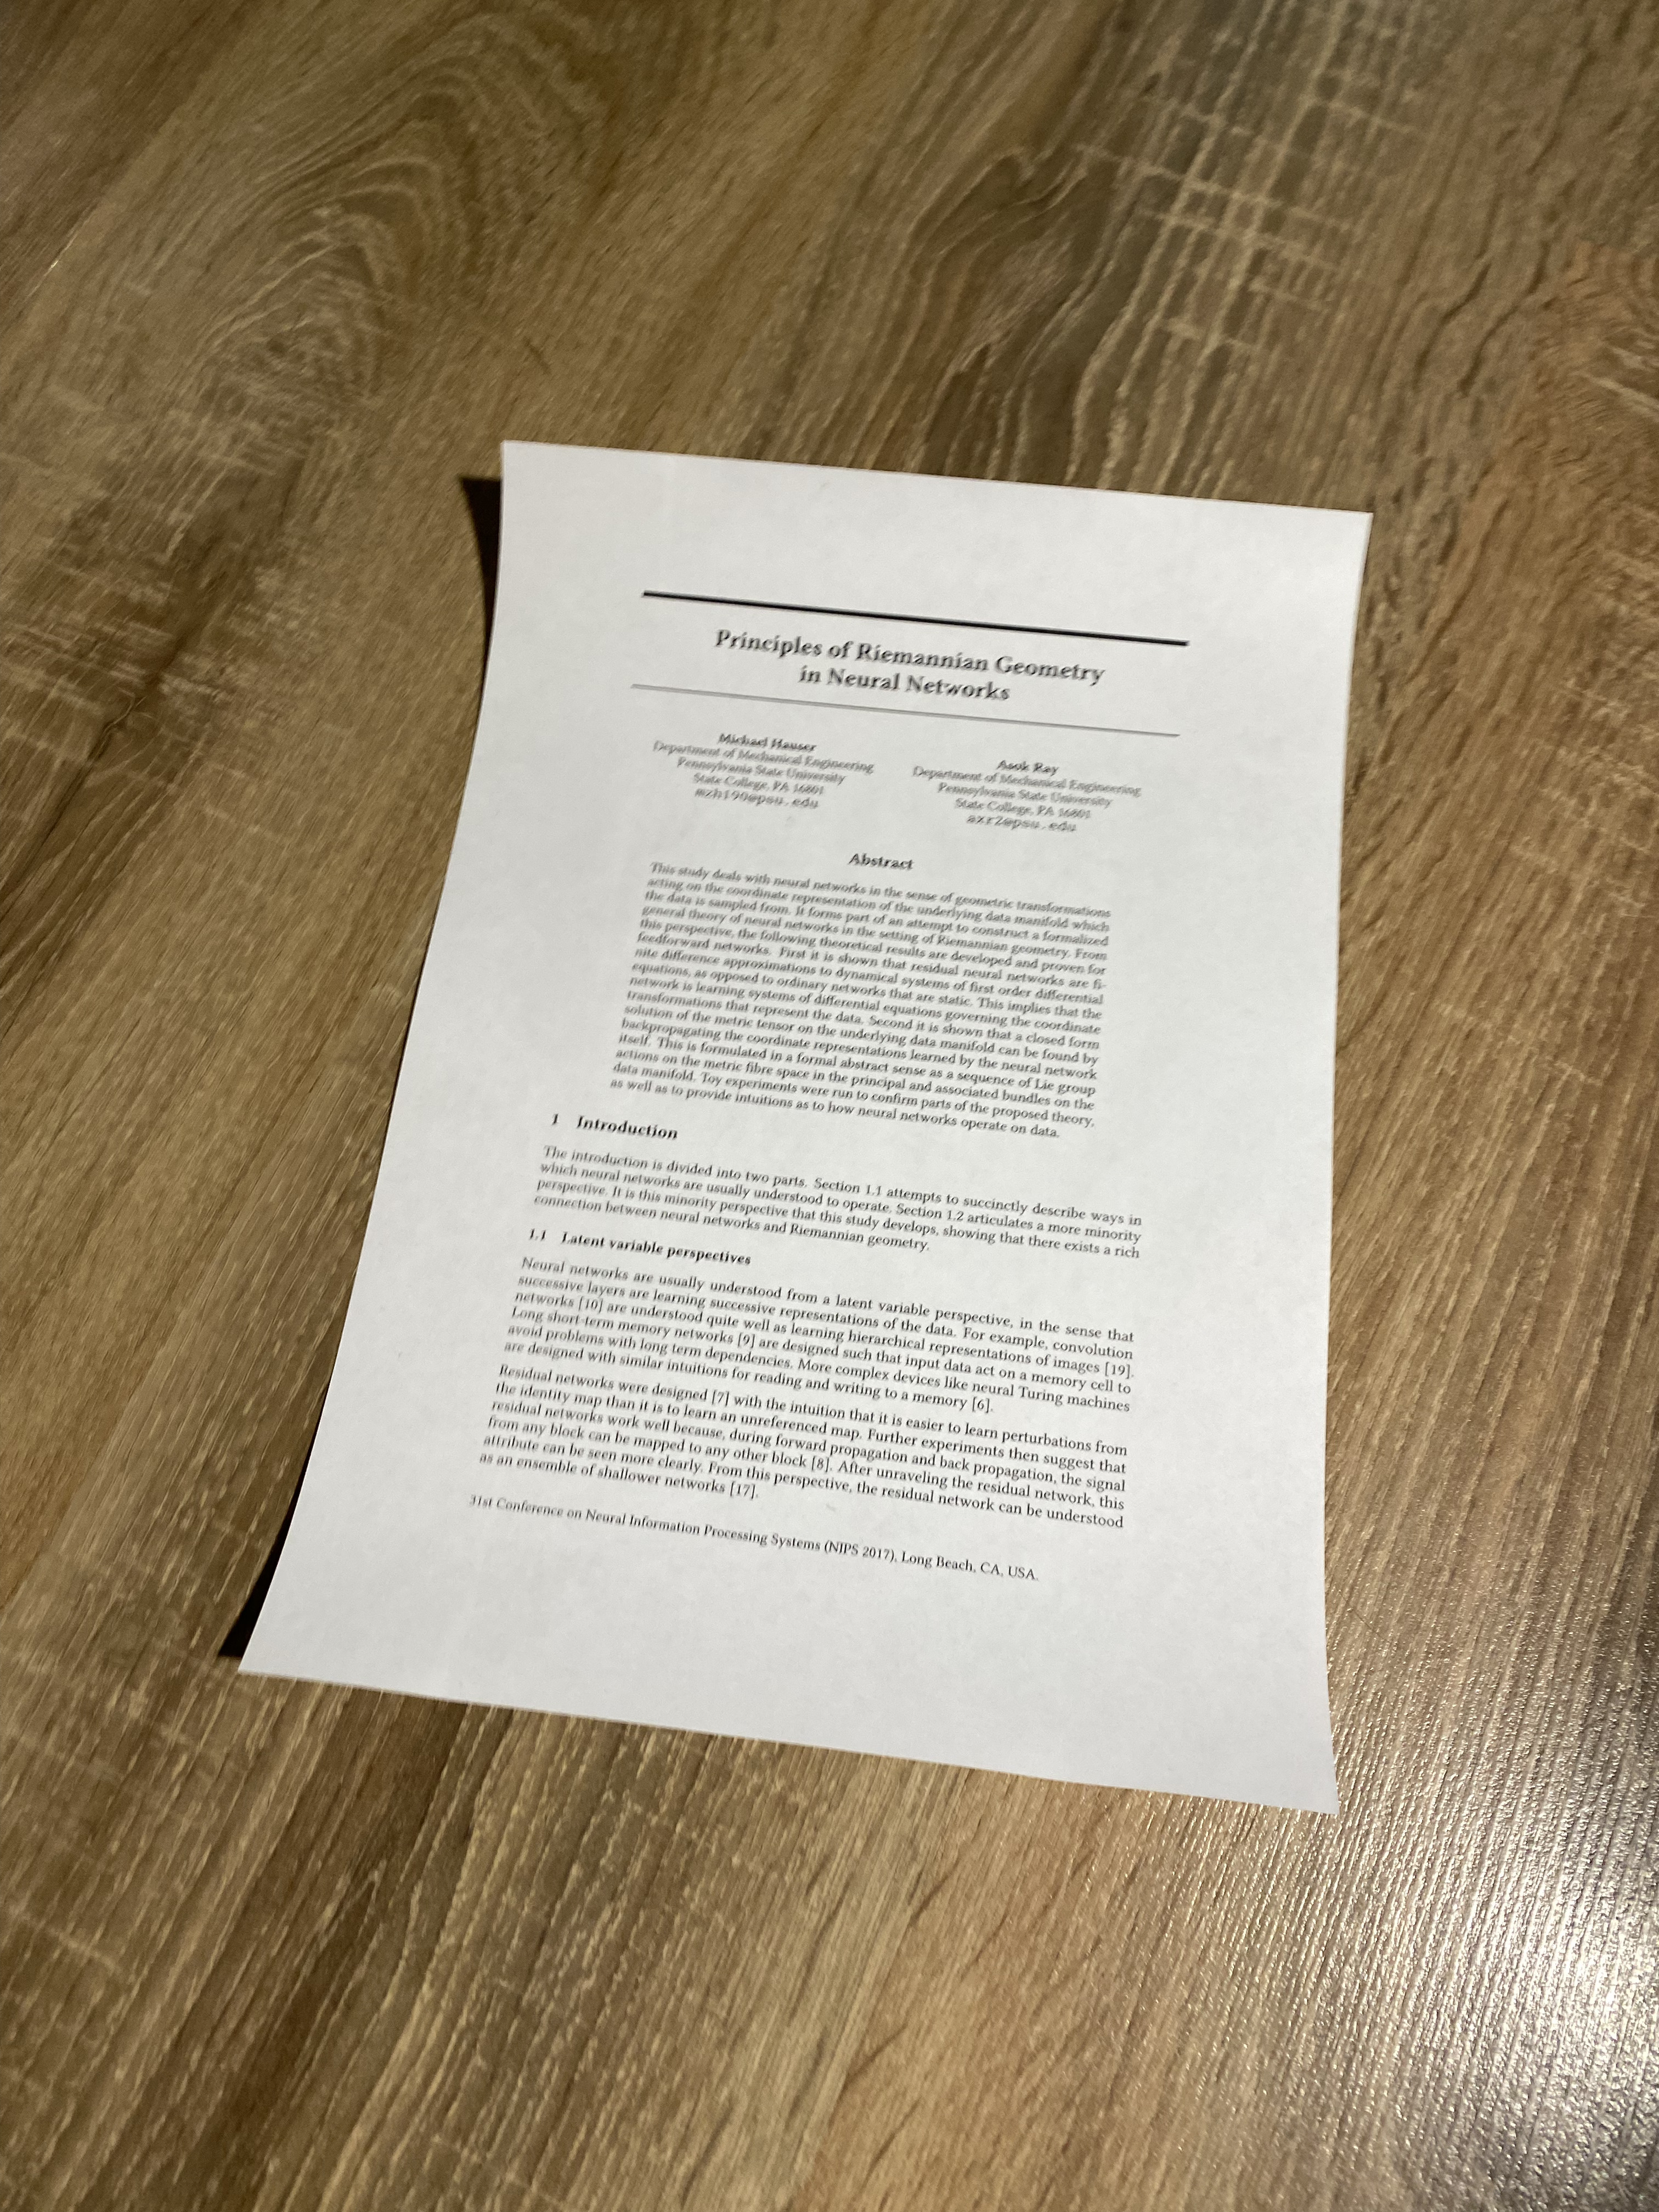 Principles of Riemannian Geometry
in Neural Networks
Michael Hauser
Department of Mechanical Engineering
Pennsylvania State University
State College, PA 16801
mzh190@psu.edu
Asok Ray
Department of Mechanical Engineering
Pennsylvania State University
State College, PA 16801
axr2@psu.edu
Abstract
This study deals with neural networks in the sense of geometric transformations
acting on the coordinate representation of the underlying data manifold which
the data is sampled from. It forms part of an attempt to construct a formalized
general theory of neural networks in the setting of Riemannian geometry. From
this perspective, the following theoretical results are developed and proven for
feedforward networks. First it is shown that residual neural networks are fi-
nite difference approximations to dynamical systems of first order differential
equations, as opposed to ordinary networks that are static. This implies that the
network is learning systems of differential equations governing the coordinate
transformations that represent the data. Second it is shown that a closed form
solution of the metric tensor on the underlying data manifold can be found by
backpropagating the coordinate representations learned by the neural network
itself. This is formulated in a formal abstract sense as a sequence of Lie group
actions on the metric fibre space in the principal and associated bundles on the
data manifold. Toy experiments were run to confirm parts of the proposed theory,
as well as to provide intuitions as to how neural networks operate on data.
1 Introduction
The introduction is divided into two parts. Section 1.1 attempts to succinctly describe ways in
which neural networks are usually understood to operate. Section 1.2 articulates a more minority
perspective. It is this minority perspective that this study develops, showing that there exists a rich
connection between neural networks and Riemannian geometry.
1.1 Latent variable perspectives
Neural networks are usually understood from a latent variable perspective, in the sense that
successive layers are learning successive representations of the data. For example, convolution
networks [10] are understood quite well as learning hierarchical representations of images [19].
Long short-term memory networks [9] are designed such that input data act on a memory cell to
avoid problems with long term dependencies. More complex devices like neural Turing machines
are designed with similar intuitions for reading and writing to a memory [6].
Residual networks were designed [7] with the intuition that it is easier to learn perturbations from
the identity map than it is to learn an unreferenced map. Further experiments then suggest that
residual networks work well because, during forward propagation and back propagation, the signal
from any block can be mapped to any other block [8]. After unraveling the residual network, this
attribute can be seen more clearly. From this perspective, the residual network can be understood
as an ensemble of shallower networks [17].
31st Conference on Neural Information Processing Systems (NIPS 2017), Long Beach, CA, USA.